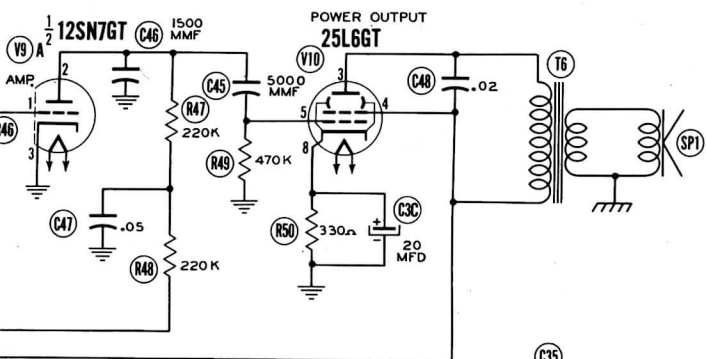 POWER OUTPUT
1/2 12SN7GT
C46
1500
MMF
25L6GT
V9
A
V10
T6
AMP.
2
C45
5000
MMF
3
C48
.02
1
R47
220K
5
4
R46
3
R49
470K
8
SP1
C47
.05
R50
330Ω
C3C
+
−
20
MFD
R48
220K
C35